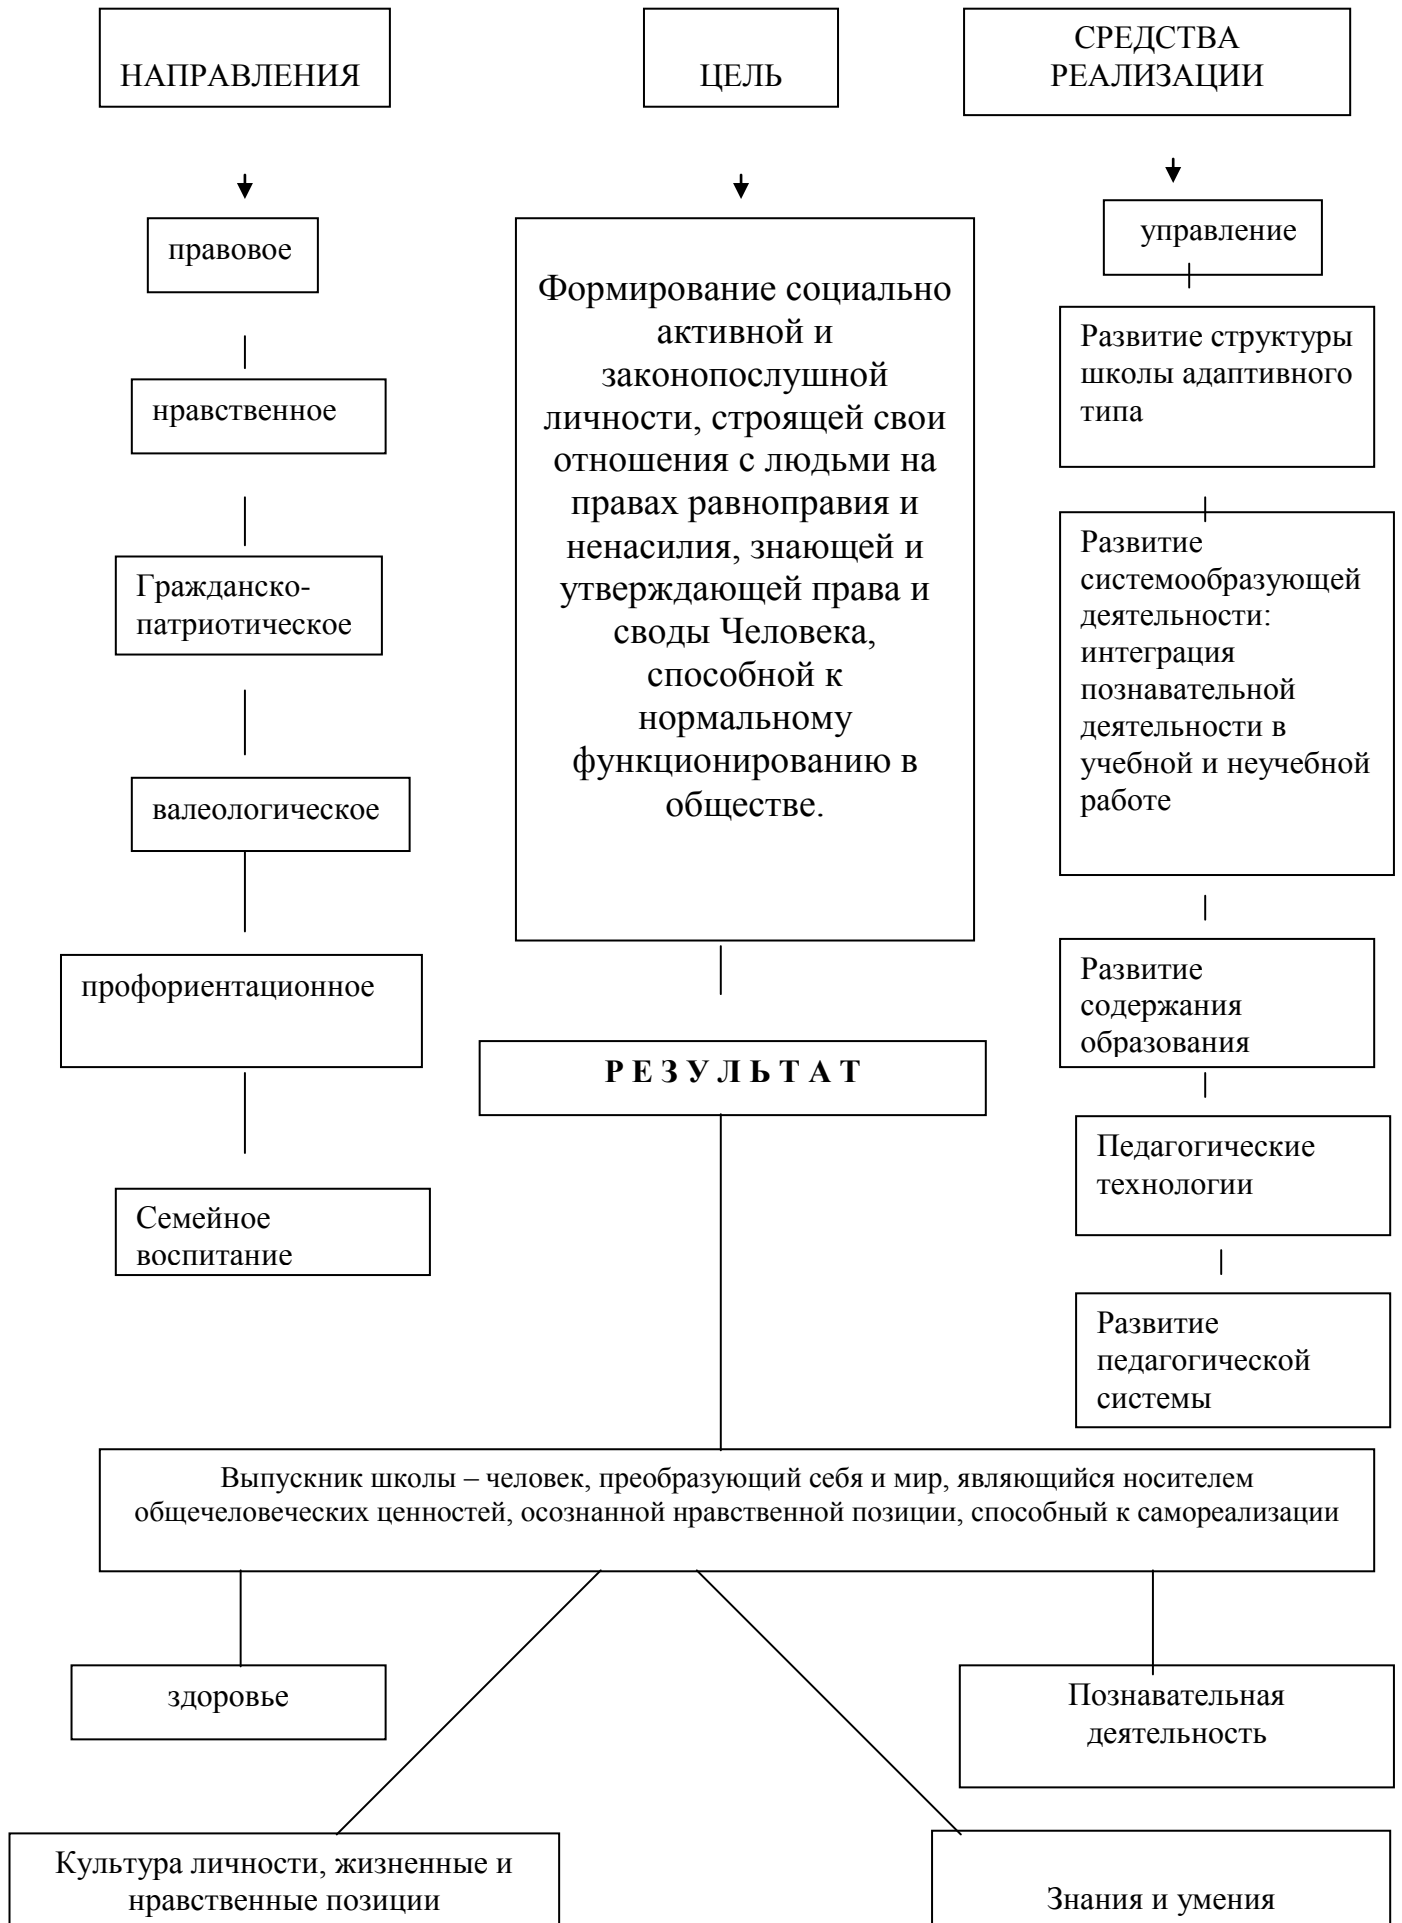 НАПРАВЛЕНИЯ
ЦЕЛЬ
СРЕДСТВА
РЕАЛИЗАЦИИ
правовое
нравственное
Гражданско-
патриотическое
валеологическое
профориентационное
Семейное
воспитание
Формирование социально
активной и
законопослушной
личности, строящей свои
отношения с людьми на
правах равноправия и
ненасилия, знающей и
утверждающей права и
своды Человека,
способной к
нормальному
функционированию в
обществе.
управление
Развитие структуры
школы адаптивного
типа
Развитие
системообразующей
деятельности:
интеграция
познавательной
деятельности в
учебной и неучебной
работе
Развитие
содержания
образования
Педагогические
технологии
Развитие
педагогической
системы
Р Е З У Л Ь Т А Т
Выпускник школы – человек, преобразующий себя и мир, являющийся носителем
общечеловеческих ценностей, осознанной нравственной позиции, способный к самореализации
здоровье
Познавательная
деятельность
Культура личности, жизненные и
нравственные позиции
Знания и умения